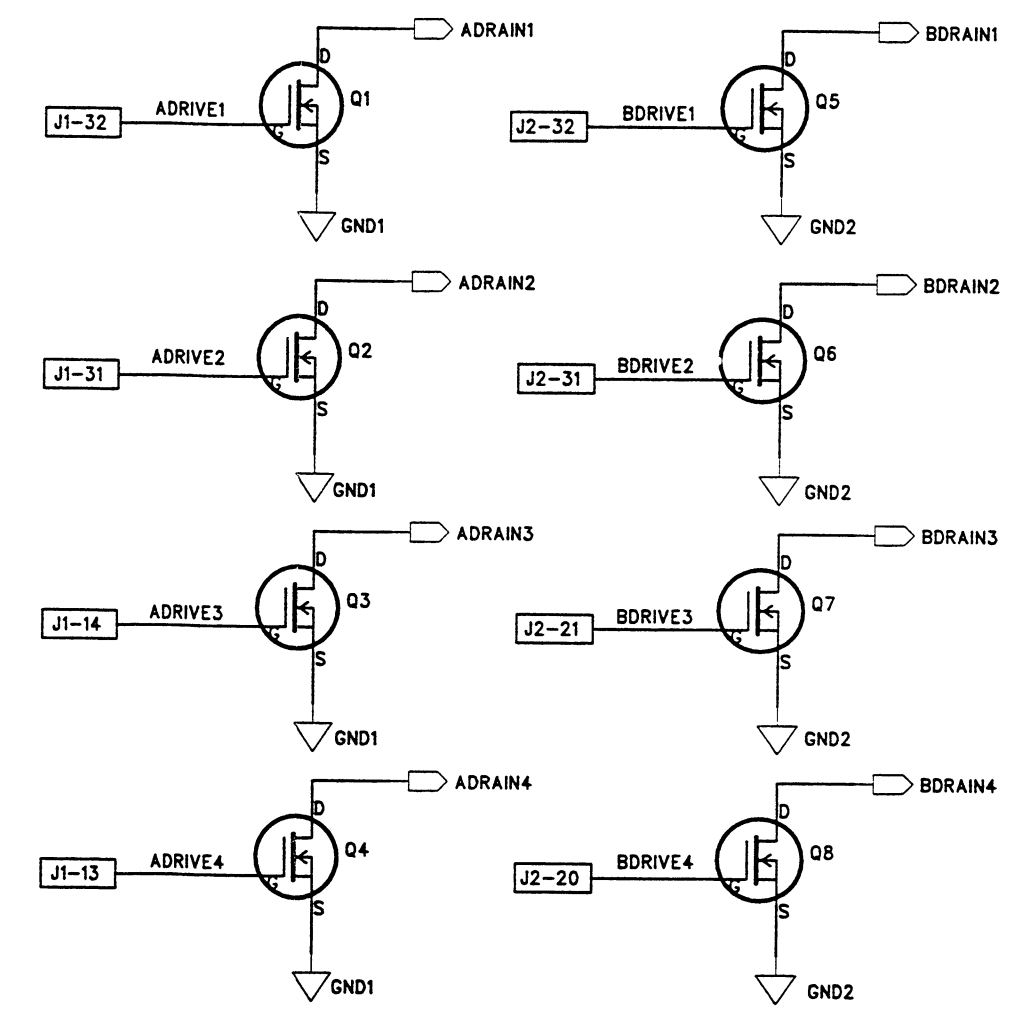 ADRAIN1
D
Q1
ADRIVE1
J1-32
G
S
GND1
BDRAIN1
D
Q5
BDRIVE1
J2-32
G
S
GND2
ADRAIN2
D
Q2
ADRIVE2
J1-31
G
S
GND1
BDRAIN2
D
Q6
BDRIVE2
J2-31
G
S
GND2
ADRAIN3
D
Q3
ADRIVE3
J1-14
G
S
GND1
BDRAIN3
D
Q7
BDRIVE3
J2-21
G
S
GND2
ADRAIN4
D
Q4
ADRIVE4
J1-13
G
S
GND1
BDRAIN4
D
Q8
BDRIVE4
J2-20
G
S
GND2